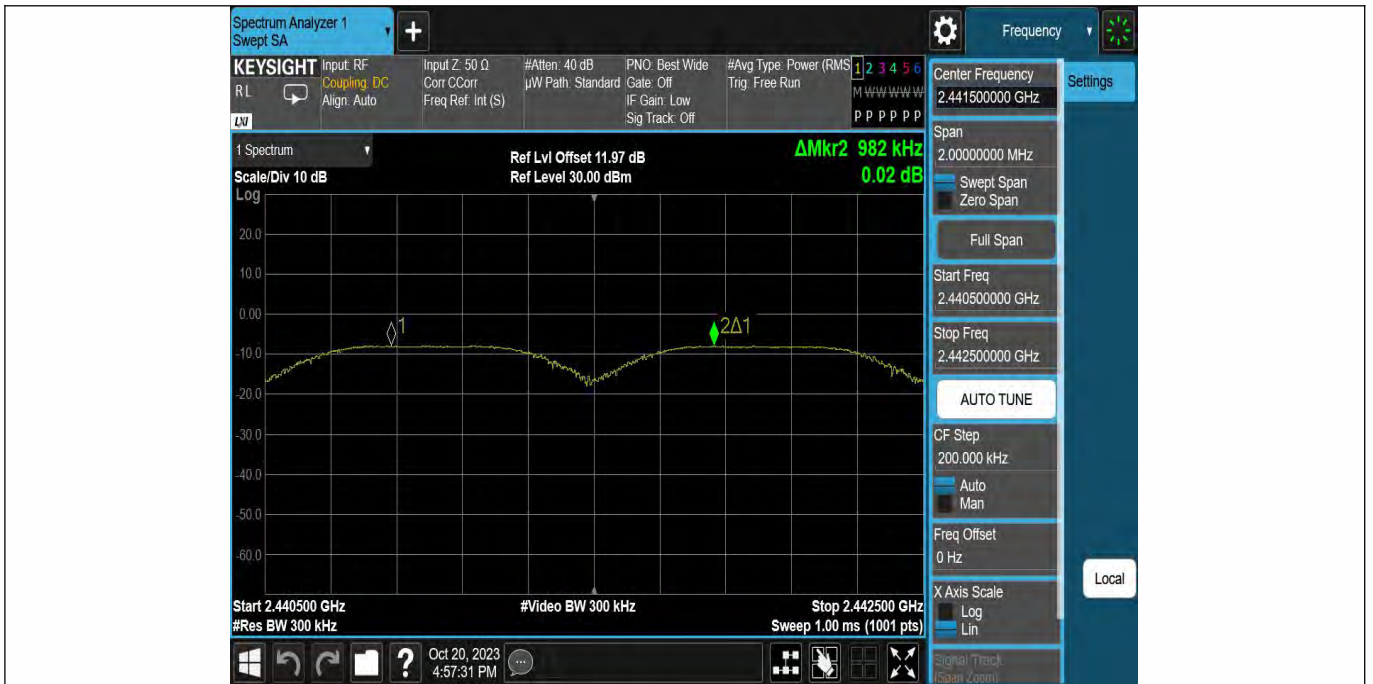 Spectrum Analyzer 1
Swept SA
+
Frequency
KEYSIGHT
RL
LXI
Input: RF
Coupling: DC
Align: Auto
Input Z: 50 Ω
Corr CCorr
Freq Ref: Int (S)
#Atten: 40 dB
µW Path: Standard
PNO: Best Wide
Gate: Off
IF Gain: Low
Sig Track: Off
#Avg Type: Power (RMS
Trig: Free Run
1 2 3 4 5 6
M W W W W W
P P P P P P
1 Spectrum
Scale/Div 10 dB
Log
Ref Lvl Offset 11.97 dB
Ref Level 30.00 dBm
ΔMkr2 982 kHz
0.02 dB
20.0
10.0
0.00
-10.0
-20.0
-30.0
-40.0
-50.0
-60.0
1
2Δ1
Start 2.440500 GHz
#Res BW 300 kHz
#Video BW 300 kHz
Stop 2.442500 GHz
Sweep 1.00 ms (1001 pts)
Center Frequency
2.441500000 GHz
Settings
Span
2.00000000 MHz
Swept Span
Zero Span
Full Span
Start Freq
2.440500000 GHz
Stop Freq
2.442500000 GHz
AUTO TUNE
CF Step
200.000 kHz
Auto
Man
Freq Offset
0 Hz
X Axis Scale
Log
Lin
Signal Track
(Span Zoom)
Local
?
Oct 20, 2023
4:57:31 PM